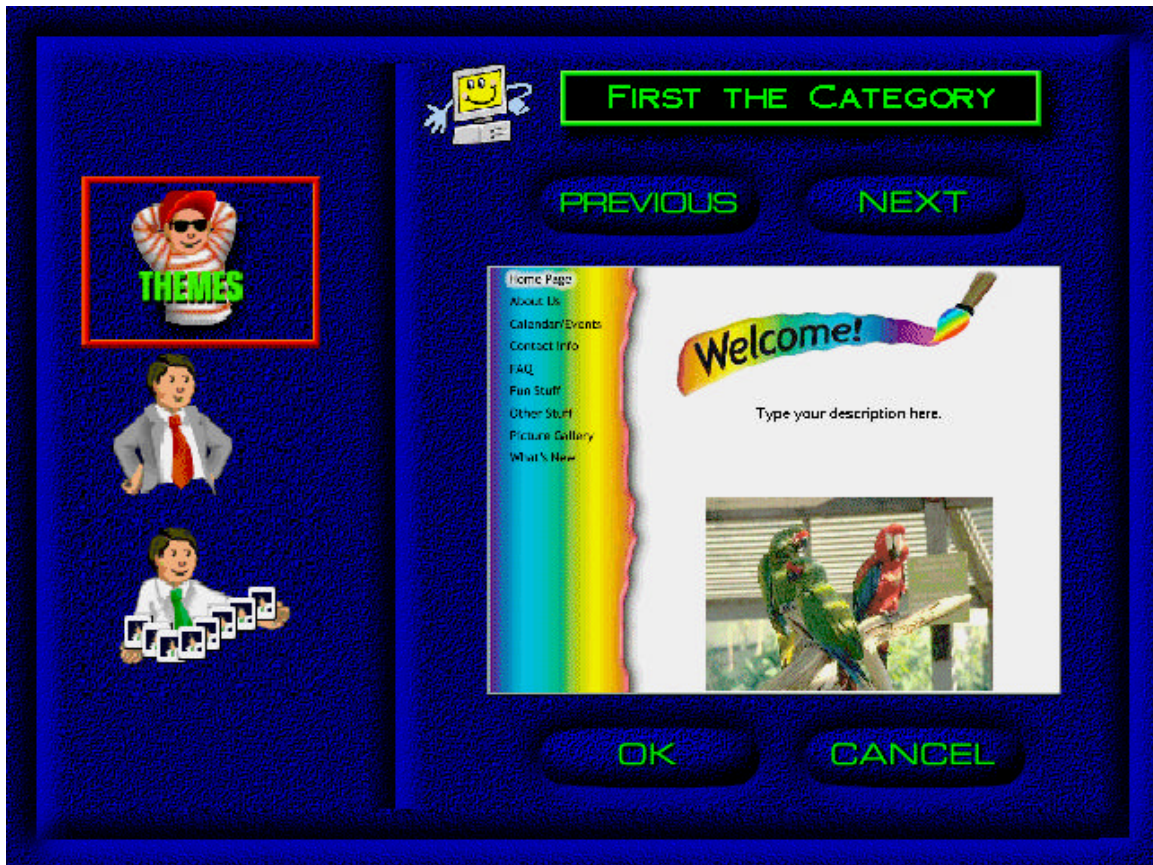 First the Category
PREVIOUS
NEXT
THEMES
Home Page
About Us
Calendar/Events
Contact Info
FAQ
Fun Stuff
Other Stuff
Picture Gallery
What's New
Welcome!
Type your description here.
OK
CANCEL